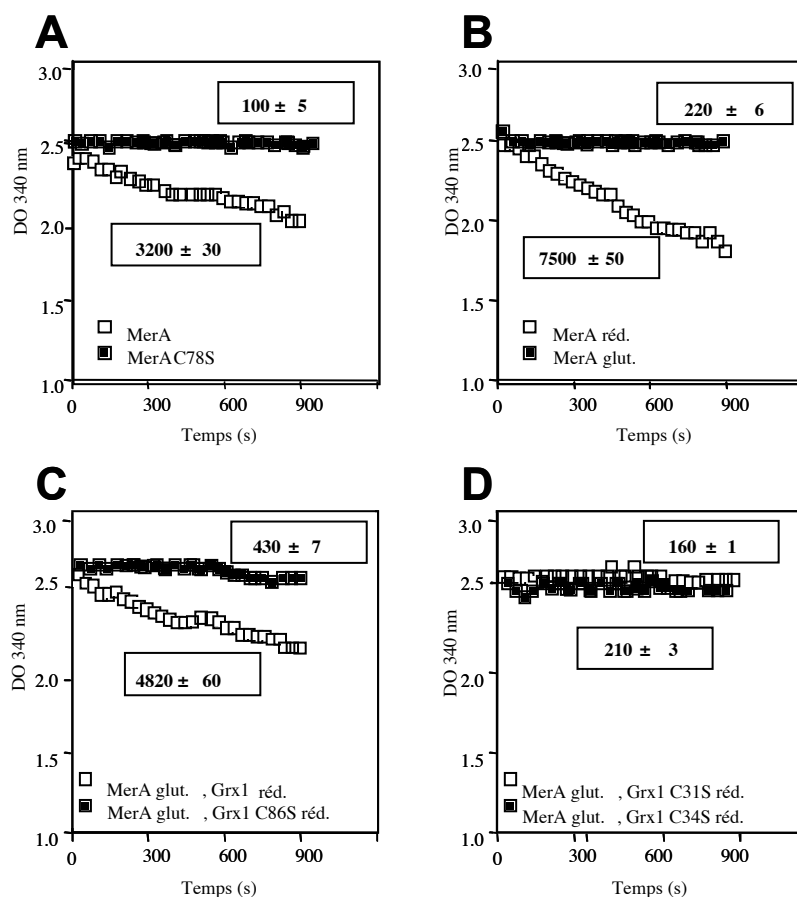 A
3.0
2.5
2.0
1.5
1.0
DO 340 nm
100 ± 5
3200 ± 30
MerA
MerA C78S
0 300 600 900
Temps (s)
B
3.0
2.5
2.0
1.5
1.0
DO 340 nm
220 ± 6
7500 ± 50
MerA réd.
MerA glut.
0 300 600 900
Temps (s)
C
3.0
2.5
2.0
1.5
1.0
DO 340 nm
430 ± 7
4820 ± 60
MerA glut. , Grx1 réd.
MerA glut. , Grx1 C86S réd.
0 300 600 900
Temps (s)
D
3.0
2.5
2.0
1.5
1.0
DO 340 nm
160 ± 1
210 ± 3
MerA glut. , Grx1 C31S réd.
MerA glut. , Grx1 C34S réd.
0 300 600 900
Temps (s)